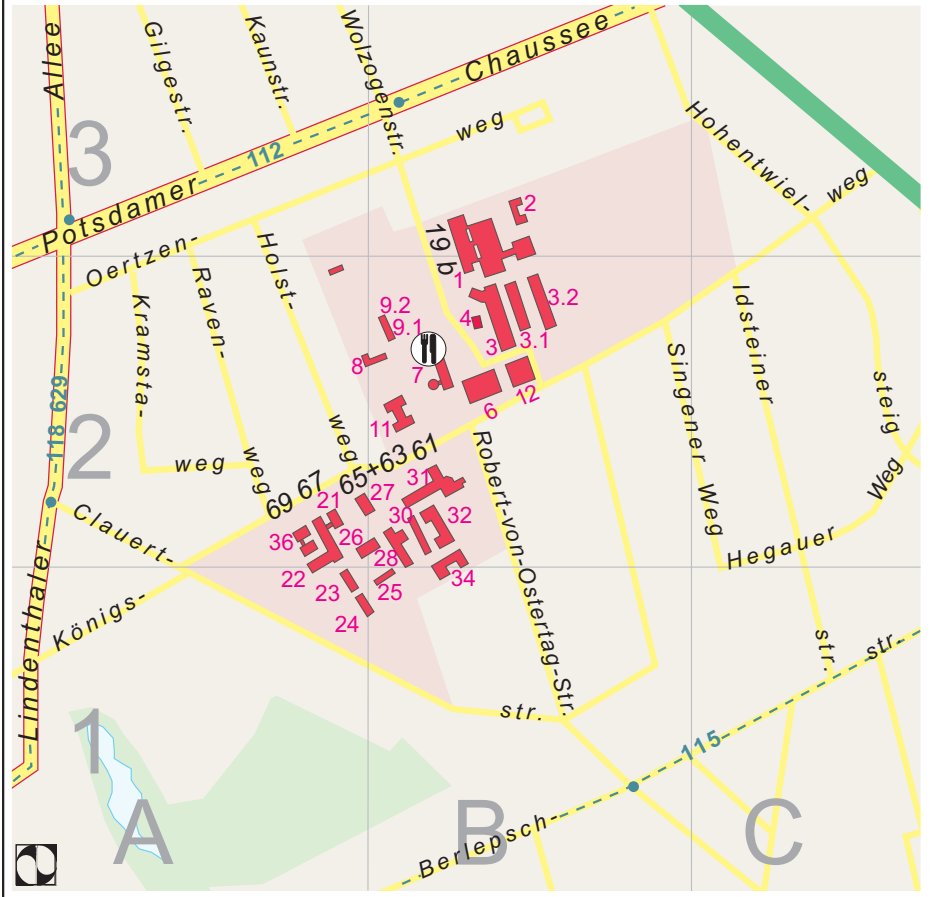 Allee
Gilgestr.
Kaunstr.
Wolzogenstr.
Chaussee
3
112
weg
Hohentwiel-
weg
Potsdamer
Oertzen-
2
19 b
1
Holst-
Raven-
Kramsta-
9.2
9.1
4
3
3.1
3.2
Idsteiner
8
7
6
12
Singener Weg
steig
11
118 629
2
weg
weg
weg
61
65+63
69 67
Robert-von-Ostertag-Str.
Weg
Hegauer
31
27
21
30
32
36
26
28
22
23
25
34
24
Clauert-
Königs-
Lindenthaler
str.
str.
str.
1
115
A
B
C
Berlepsch-